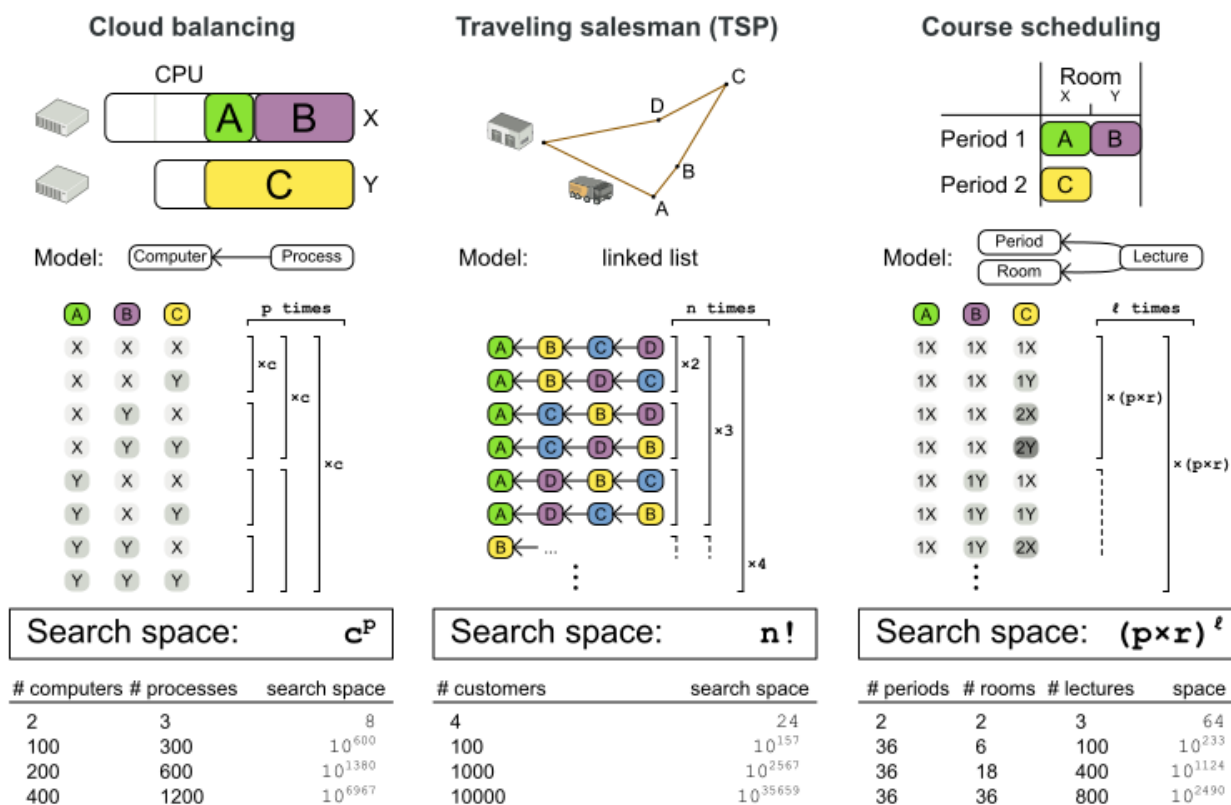 Cloud balancing
CPU
A B X
C Y
Model: Computer Process
A B C p times
X X X
X X Y
X Y X
X Y Y
Y X X
Y X Y
Y Y X
Y Y Y
×c
×c
×c
Search space: c^p
# computers # processes search space
2 3 8
100 300 10^600
200 600 10^1380
400 1200 10^6967
Traveling salesman (TSP)
C
D
B
A
Model: linked list
n times
A B C D
A B D C
A C B D
A C D B
A D B C
A D C B
B ...
×2
×3
×4
Search space: n!
# customers search space
4 24
100 10^157
1000 10^2567
10000 10^35659
Course scheduling
Room
X Y
Period 1 A B
Period 2 C
Period
Model: Lecture
Room
A B C ℓ times
1X 1X 1X
1X 1X 1Y
1X 1X 2X
1X 1X 2Y
1X 1Y 1X
1X 1Y 1Y
1X 1Y 2X
×(p×r)
×(p×r)
Search space: (p×r)^ℓ
# periods # rooms # lectures space
2 2 3 64
36 6 100 10^233
36 18 400 10^1124
36 36 800 10^2490